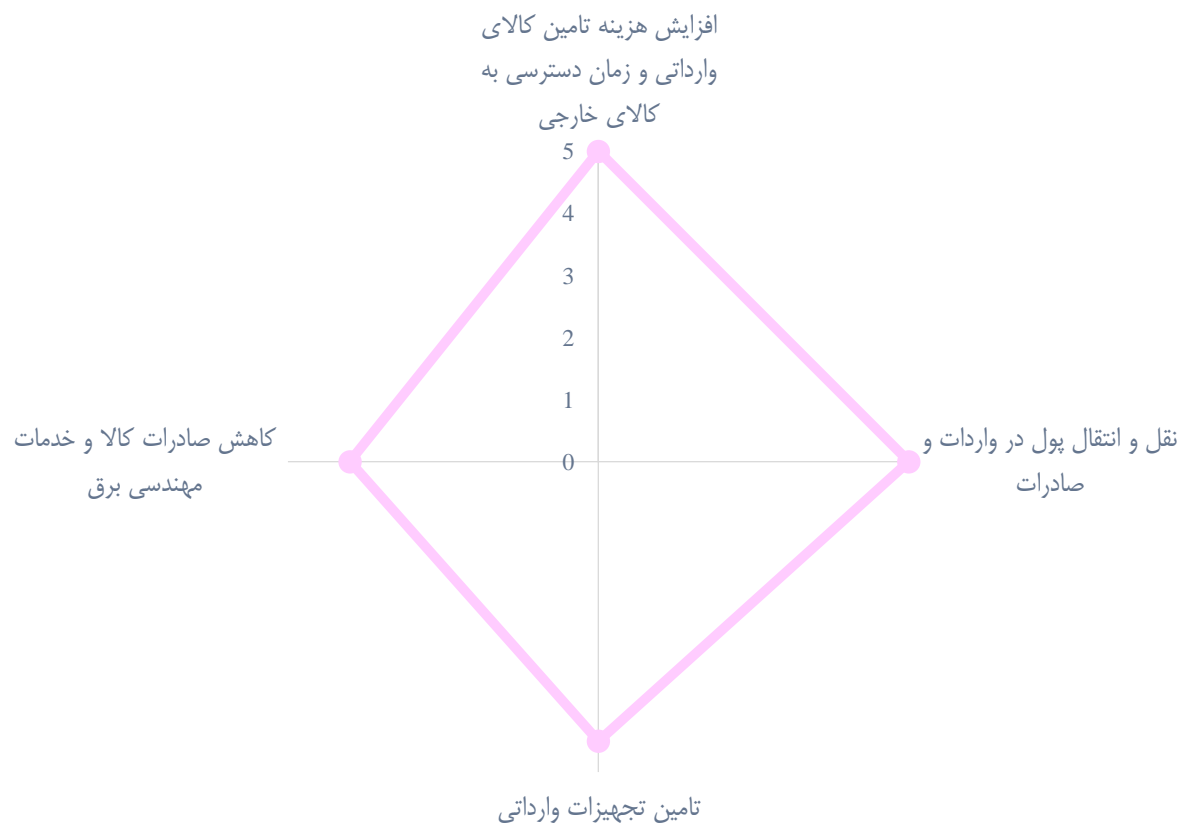 افزایش هزینه تامین کالای
وارداتی و زمان دسترسی به
کالای خارجی
5
4
3
2
1
0
نقل و انتقال پول در واردات و
صادرات
کاهش صادرات کالا و خدمات
مهندسی برق
تامین تجهیزات وارداتی